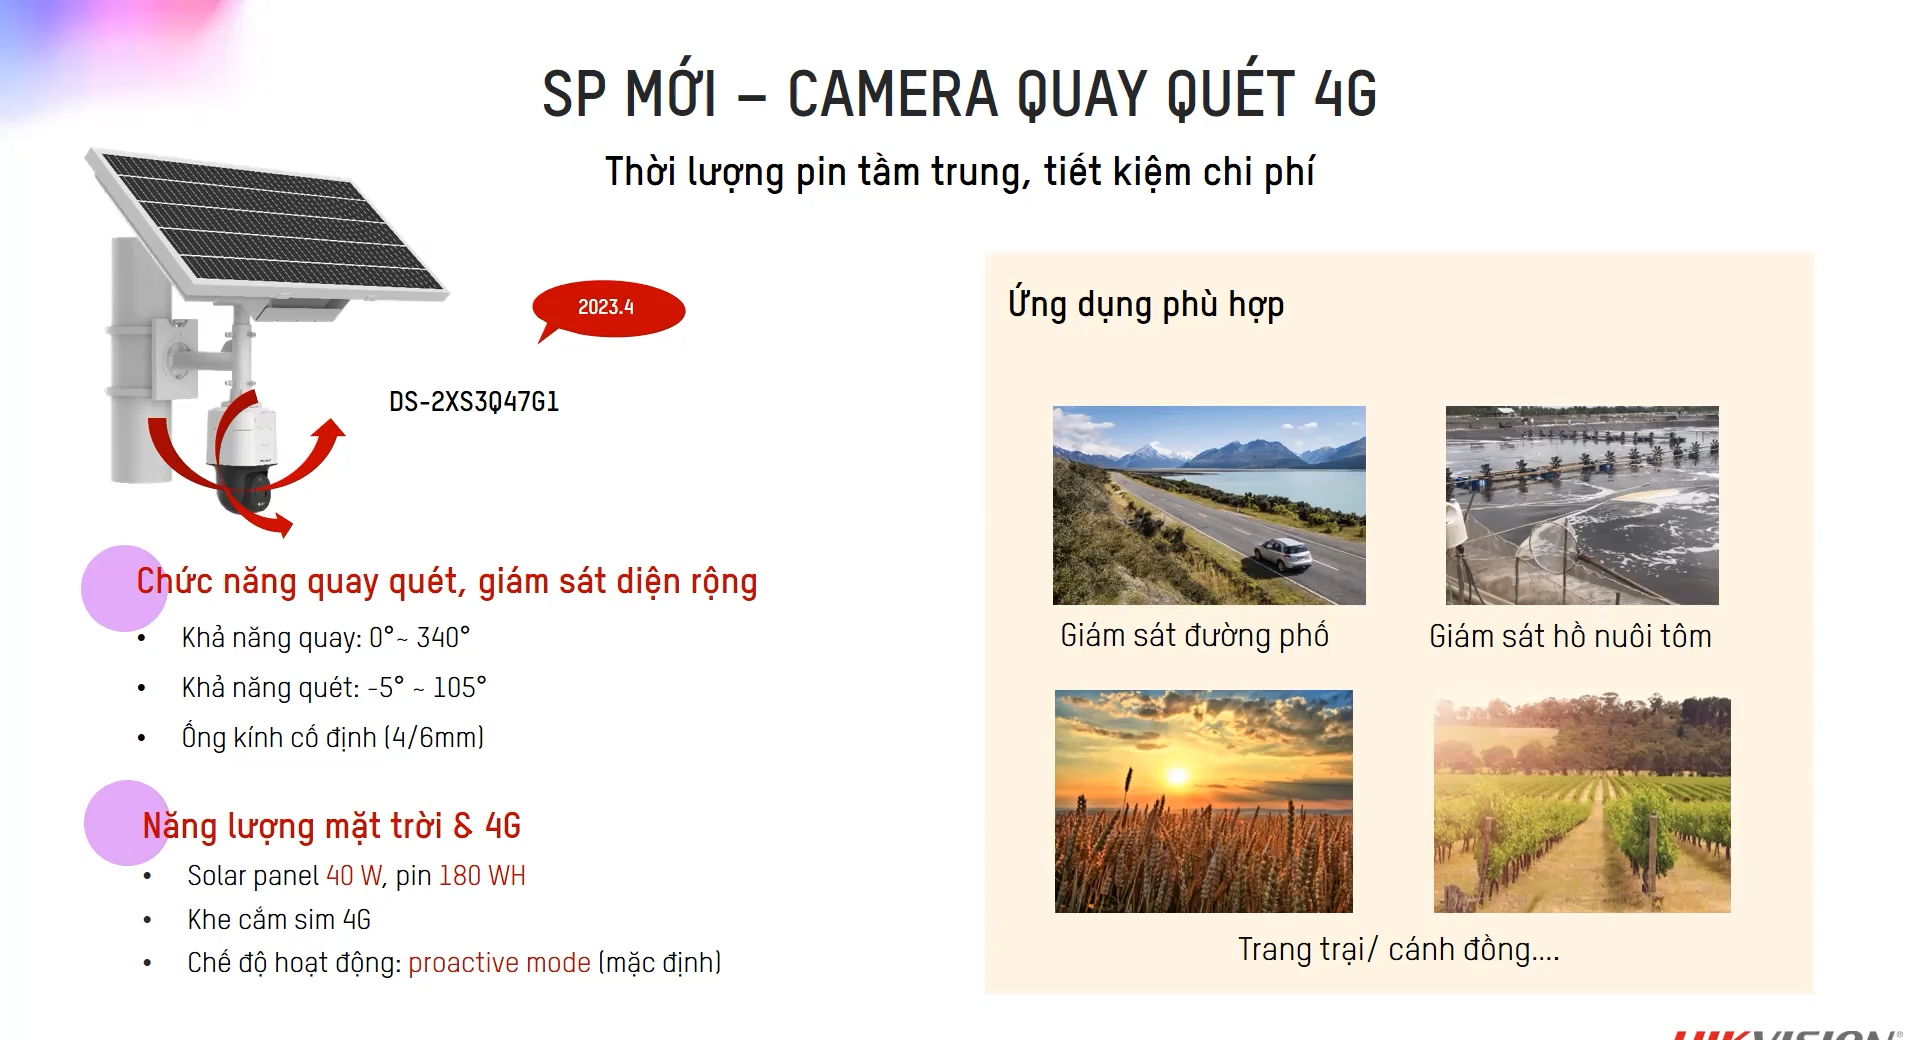 SP MỚI – CAMERA QUAY QUÉT 4G
Thời lượng pin tầm trung, tiết kiệm chi phí
2023.4
DS-2XS3Q47G1
Chức năng quay quét, giám sát diện rộng
• Khả năng quay: 0°~ 340°
• Khả năng quét: -5° ~ 105°
• Ống kính cố định (4/6mm)
Năng lượng mặt trời & 4G
• Solar panel 40 W, pin 180 WH
• Khe cắm sim 4G
• Chế độ hoạt động: proactive mode (mặc định)
Ứng dụng phù hợp
Giám sát đường phố
Giám sát hồ nuôi tôm
Trang trại/ cánh đồng....
HIKVISION®